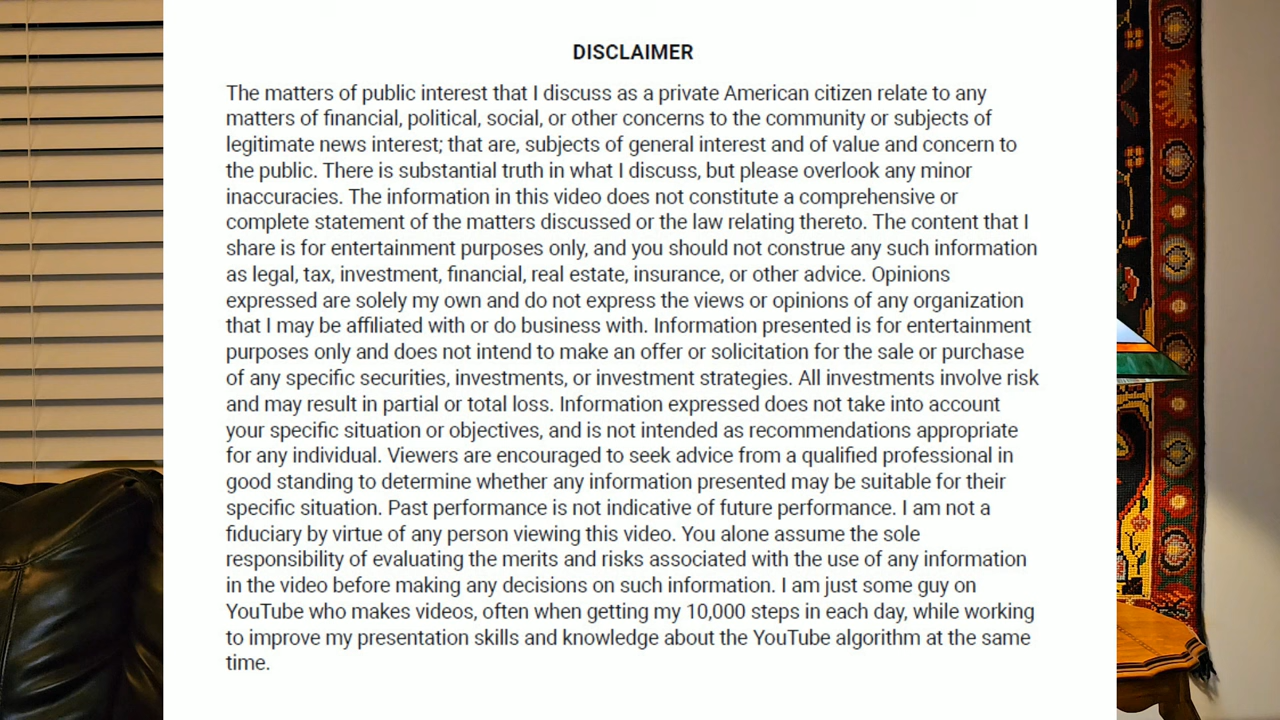 DISCLAIMER
The matters of public interest that I discuss as a private American citizen relate to any
matters of financial, political, social, or other concerns to the community or subjects of
legitimate news interest; that are, subjects of general interest and of value and concern to
the public. There is substantial truth in what I discuss, but please overlook any minor
inaccuracies. The information in this video does not constitute a comprehensive or
complete statement of the matters discussed or the law relating thereto. The content that I
share is for entertainment purposes only, and you should not construe any such information
as legal, tax, investment, financial, real estate, insurance, or other advice. Opinions
expressed are solely my own and do not express the views or opinions of any organization
that I may be affiliated with or do business with. Information presented is for entertainment
purposes only and does not intend to make an offer or solicitation for the sale or purchase
of any specific securities, investments, or investment strategies. All investments involve risk
and may result in partial or total loss. Information expressed does not take into account
your specific situation or objectives, and is not intended as recommendations appropriate
for any individual. Viewers are encouraged to seek advice from a qualified professional in
good standing to determine whether any information presented may be suitable for their
specific situation. Past performance is not indicative of future performance. I am not a
fiduciary by virtue of any person viewing this video. You alone assume the sole
responsibility of evaluating the merits and risks associated with the use of any information
in the video before making any decisions on such information. I am just some guy on
YouTube who makes videos, often when getting my 10,000 steps in each day, while working
to improve my presentation skills and knowledge about the YouTube algorithm at the same
time.